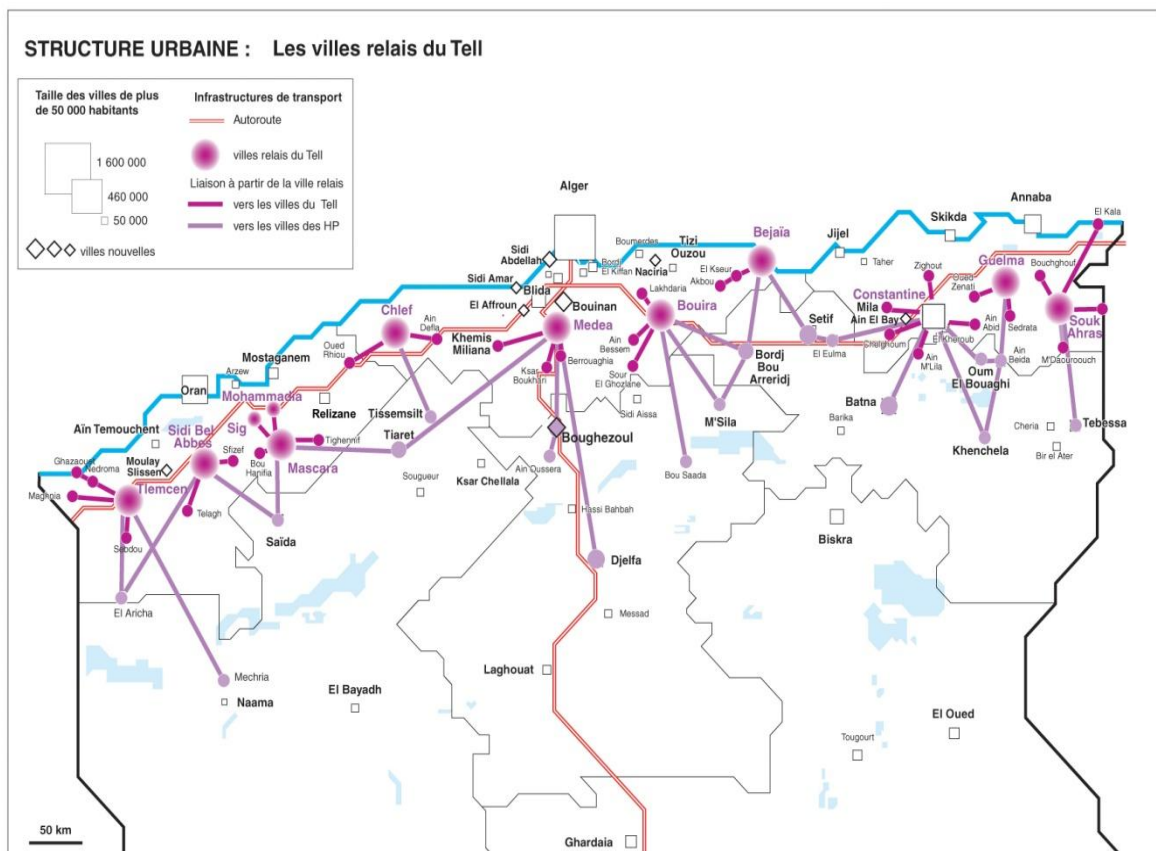 STRUCTURE URBAINE : Les villes relais du Tell
Taille des villes de plus
de 50 000 habitants
1 600 000
460 000
50 000
villes nouvelles
Infrastructures de transport
Autoroute
villes relais du Tell
Liaison à partir de la ville relais
vers les villes du Tell
vers les villes des HP
Alger
Annaba
El Kala
Skikda
Jijel
Taher
Bejaïa
Tizi
Ouzou
Boumerdes
Naciria
Bordj
El Kiffan
Sidi
Abdellah
Sidi Amar
Blida
El Affroun
Bouinan
Lakhdaria
El Kseur
Akbou
Zighout
Oued
Zenati
Guelma
Bouchghouf
Constantine
Mila
Ain El Bay
Chelghoum
El Khroub
Ain
Abid
Sedrata
Souk
Ahras
M'Daourouch
Ain
M'Lila
Ain
Beida
Oum
El Bouaghi
Setif
El Eulma
Bouira
Medea
Chlef
Ain
Defla
Khemis
Miliana
Oued
Rhiou
Berrouaghia
Ksar
Boukhari
Ain
Bessem
Sour
El Ghozlane
Bordj
Bou
Arreridj
Sidi Aissa
M'Sila
Batna
Barika
Khenchela
Cheria
Tebessa
Bir el Ater
Mostaganem
Arzew
Oran
Mohammadia
Relizane
Tissemsilt
Tiaret
Boughezoul
Ain Oussera
Ksar Chellala
Sougueur
Bou Saada
Hassi Bahbah
Biskra
Aïn Temouchent
Sidi Bel
Abbes
Sig
Sfizef
Bou
Hanifia
Tighennif
Mascara
Moulay
Slissen
Ghazaouet
Nedroma
Maghnia
Tlemcen
Telagh
Sebdou
Saïda
Djelfa
El Aricha
Messad
Mechria
Naama
El Bayadh
Laghouat
El Oued
Tougourt
Ghardaia
50 km